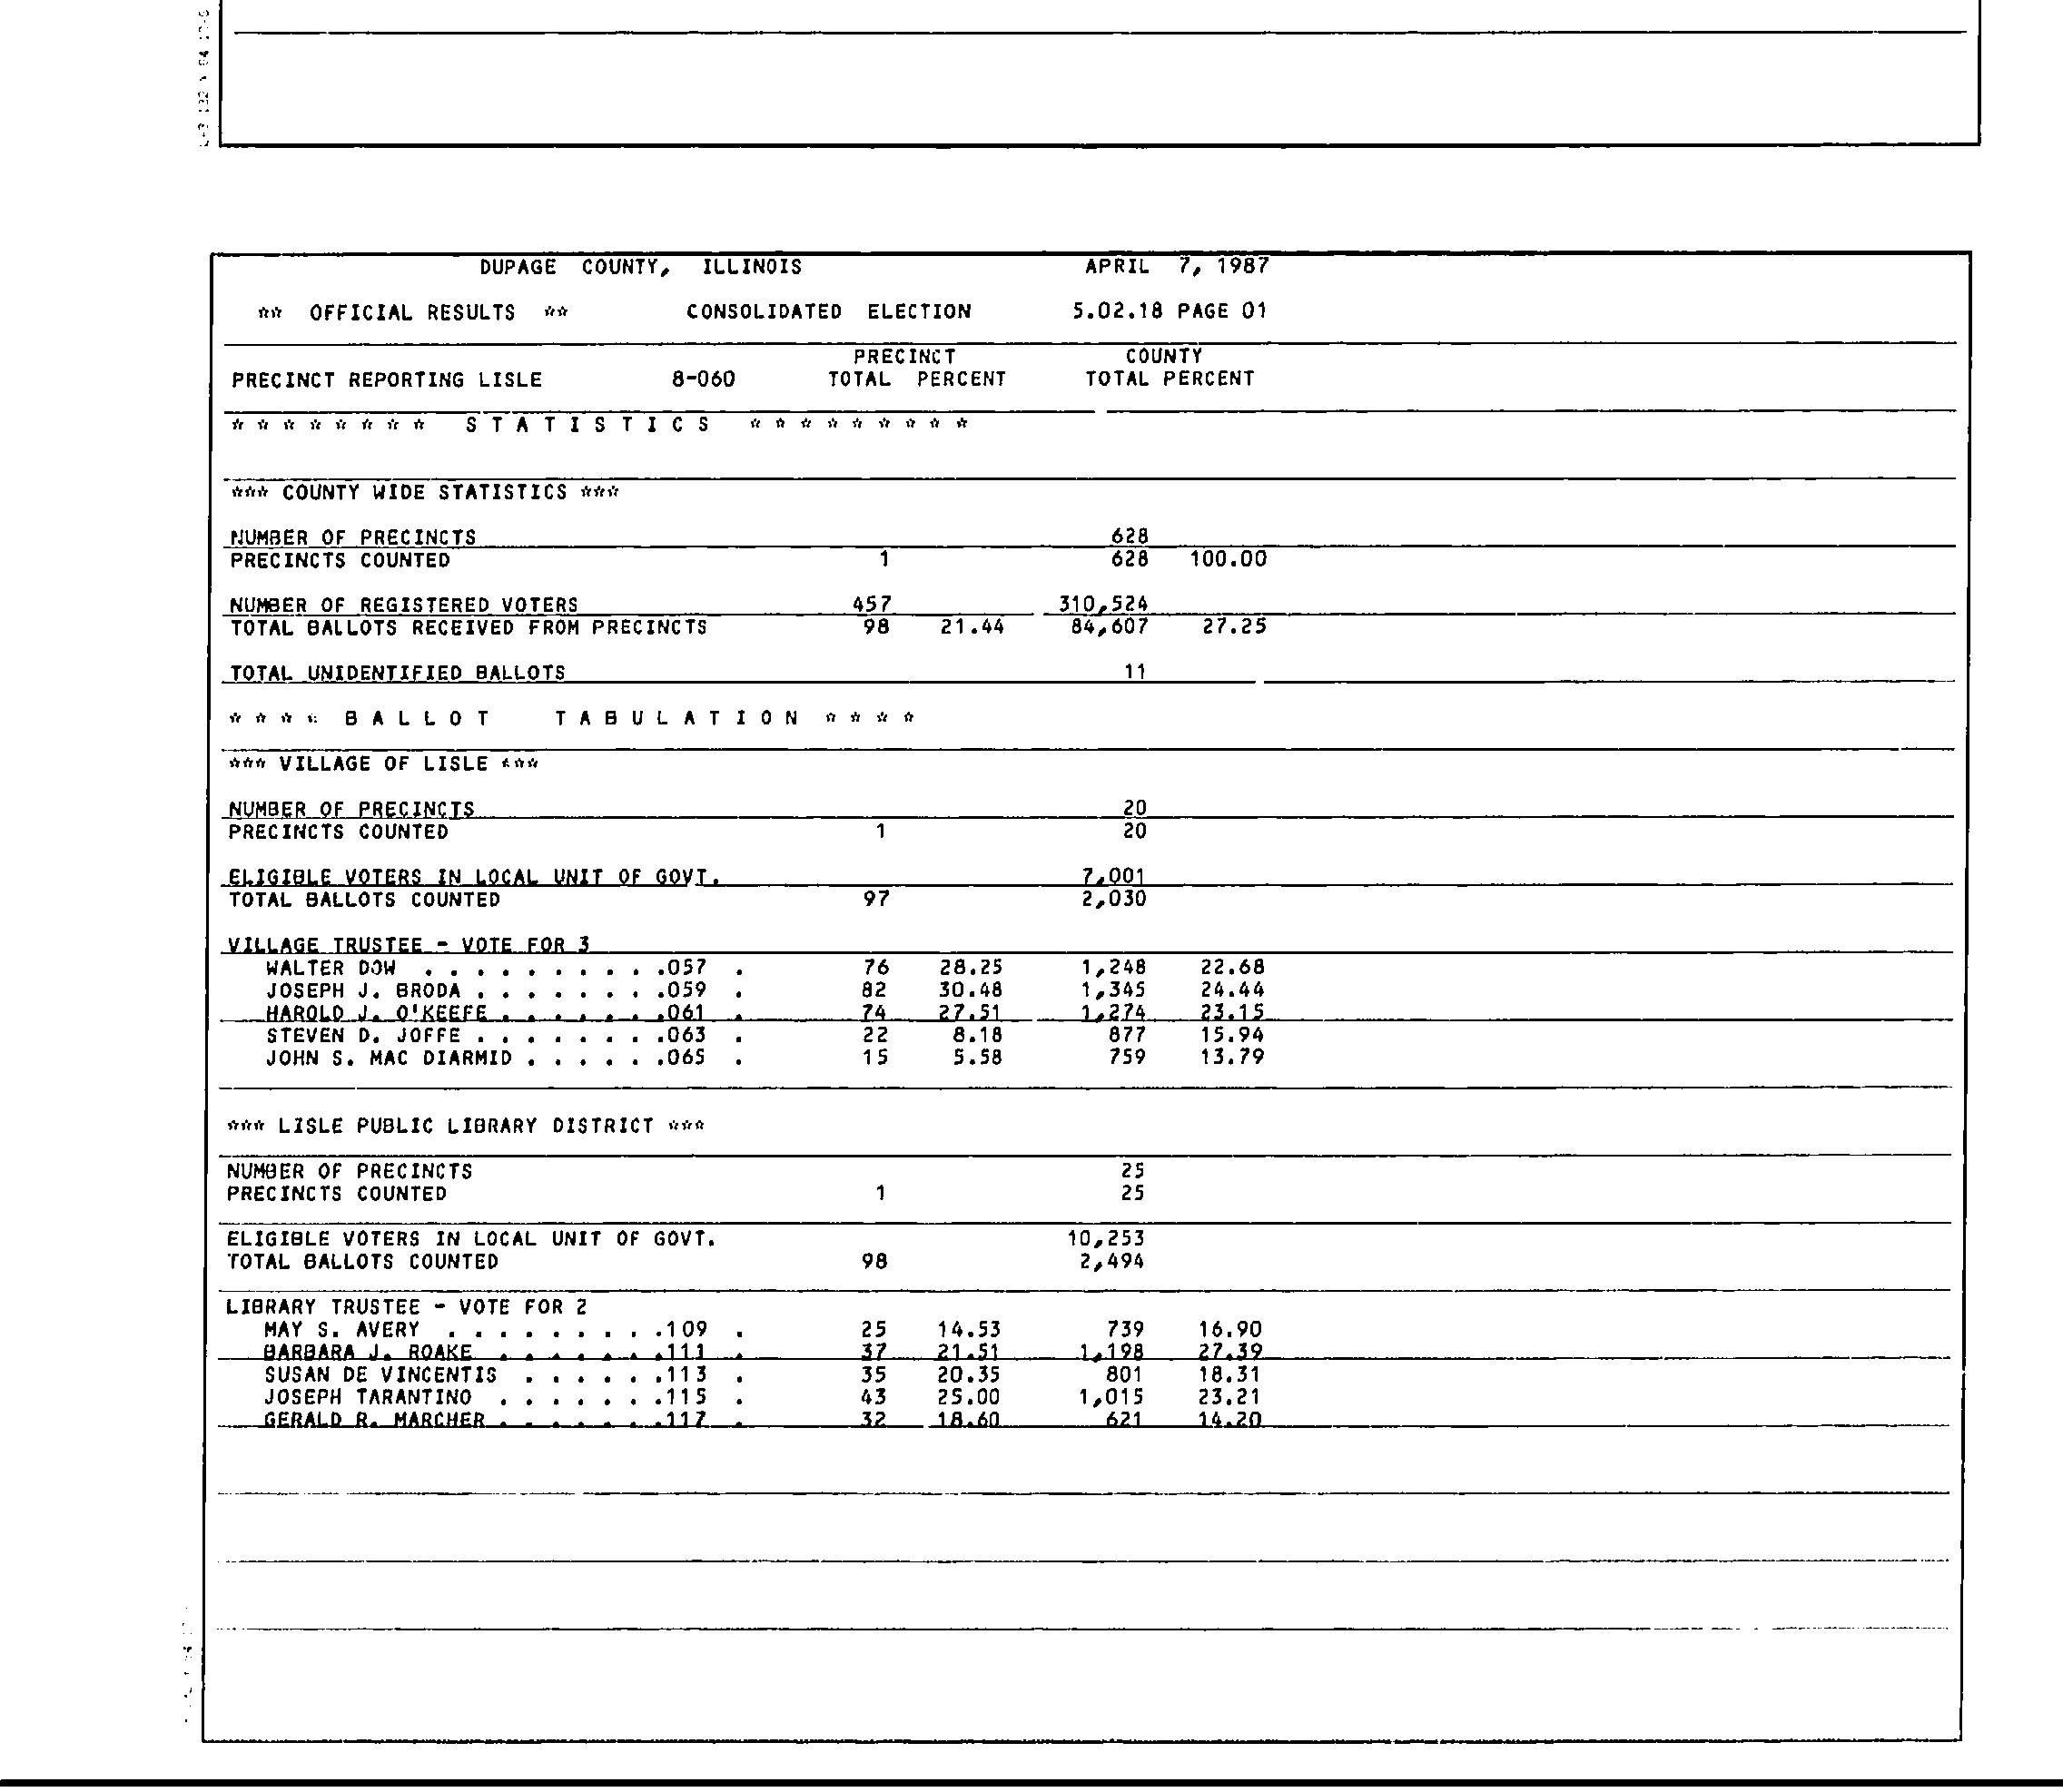 DUPAGE COUNTY, ILLINOIS APRIL 7, 1987
** OFFICIAL RESULTS ** CONSOLIDATED ELECTION 5.02.18 PAGE 01
PRECINCT COUNTY
PRECINCT REPORTING LISLE 8-060 TOTAL PERCENT TOTAL PERCENT
* * * * * * * * S T A T I S T I C S * * * * * * * * *
*** COUNTY WIDE STATISTICS ***
NUMBER OF PRECINCTS 628
PRECINCTS COUNTED 1 628 100.00
NUMBER OF REGISTERED VOTERS 457 310,524
TOTAL BALLOTS RECEIVED FROM PRECINCTS 98 21.44 84,607 27.25
TOTAL UNIDENTIFIED BALLOTS 11
* * * * B A L L O T T A B U L A T I O N * * * *
*** VILLAGE OF LISLE ***
NUMBER OF PRECINCTS 20
PRECINCTS COUNTED 1 20
ELIGIBLE VOTERS IN LOCAL UNIT OF GOVT. 7,001
TOTAL BALLOTS COUNTED 97 2,030
VILLAGE TRUSTEE - VOTE FOR 3
WALTER DOW . . . . . . . . . .057 . 76 28.25 1,248 22.68
JOSEPH J. BRODA . . . . . . . .059 . 82 30.48 1,345 24.44
HAROLD J. O'KEEFE . . . . . . .061 . 74 27.51 1,274 23.15
STEVEN D. JOFFE . . . . . . . .063 . 22 8.18 877 15.94
JOHN S. MAC DIARMID . . . . . .065 . 15 5.58 759 13.79
*** LISLE PUBLIC LIBRARY DISTRICT ***
NUMBER OF PRECINCTS 25
PRECINCTS COUNTED 1 25
ELIGIBLE VOTERS IN LOCAL UNIT OF GOVT. 10,253
TOTAL BALLOTS COUNTED 98 2,494
LIBRARY TRUSTEE - VOTE FOR 2
MAY S. AVERY . . . . . . . . .109 . 25 14.53 739 16.90
BARBARA J. ROAKE . . . . . . .111 . 37 21.51 1,198 27.39
SUSAN DE VINCENTIS . . . . . .113 . 35 20.35 801 18.31
JOSEPH TARANTINO . . . . . . .115 . 43 25.00 1,015 23.21
GERALD R. MARCHER . . . . . . .117 . 32 18.60 621 14.20